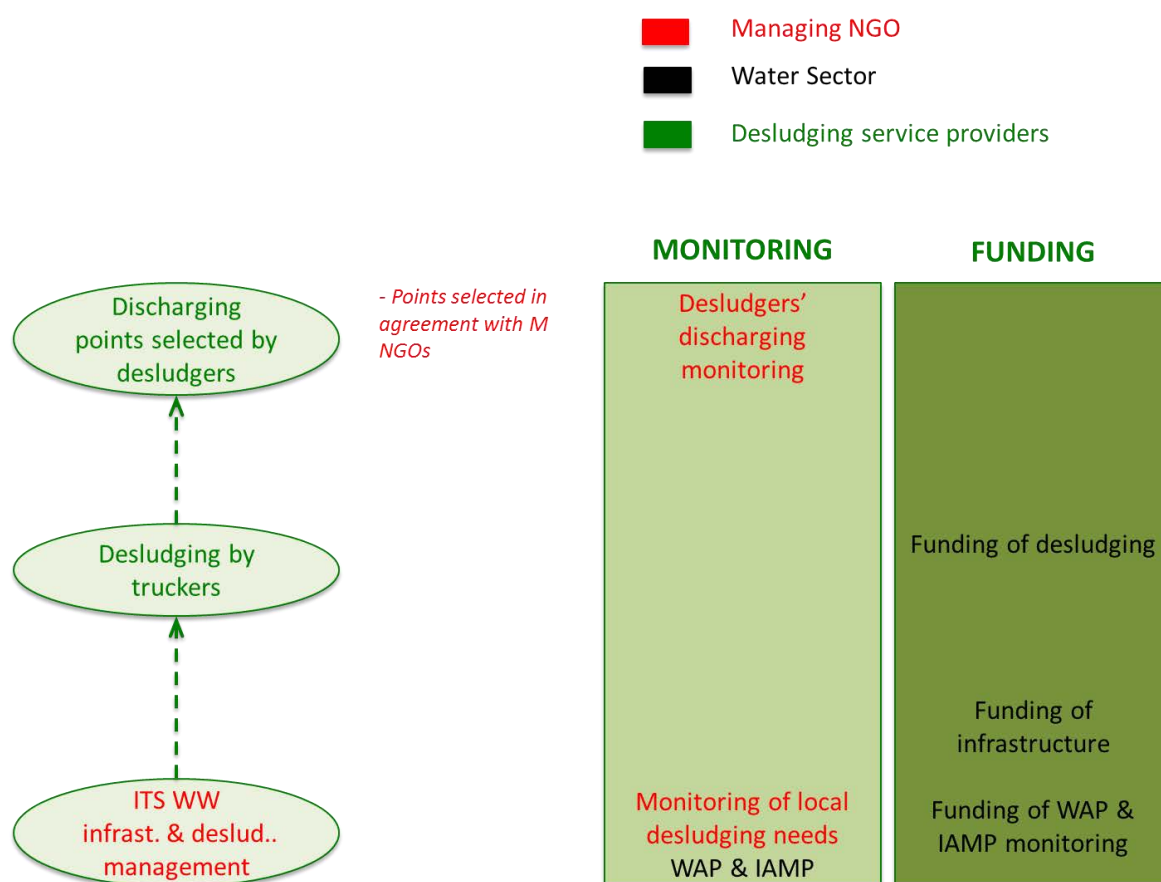 Managing NGO
Water Sector
Desludging service providers
MONITORING
FUNDING
Discharging
points selected by
desludgers
- Points selected in
agreement with M
NGOs
Desludgers’
discharging
monitoring
Desludging by
truckers
Funding of desludging
Funding of
infrastructure
ITS WW
infrast. & deslud..
management
Monitoring of local
desludging needs
WAP & IAMP
Funding of WAP &
IAMP monitoring